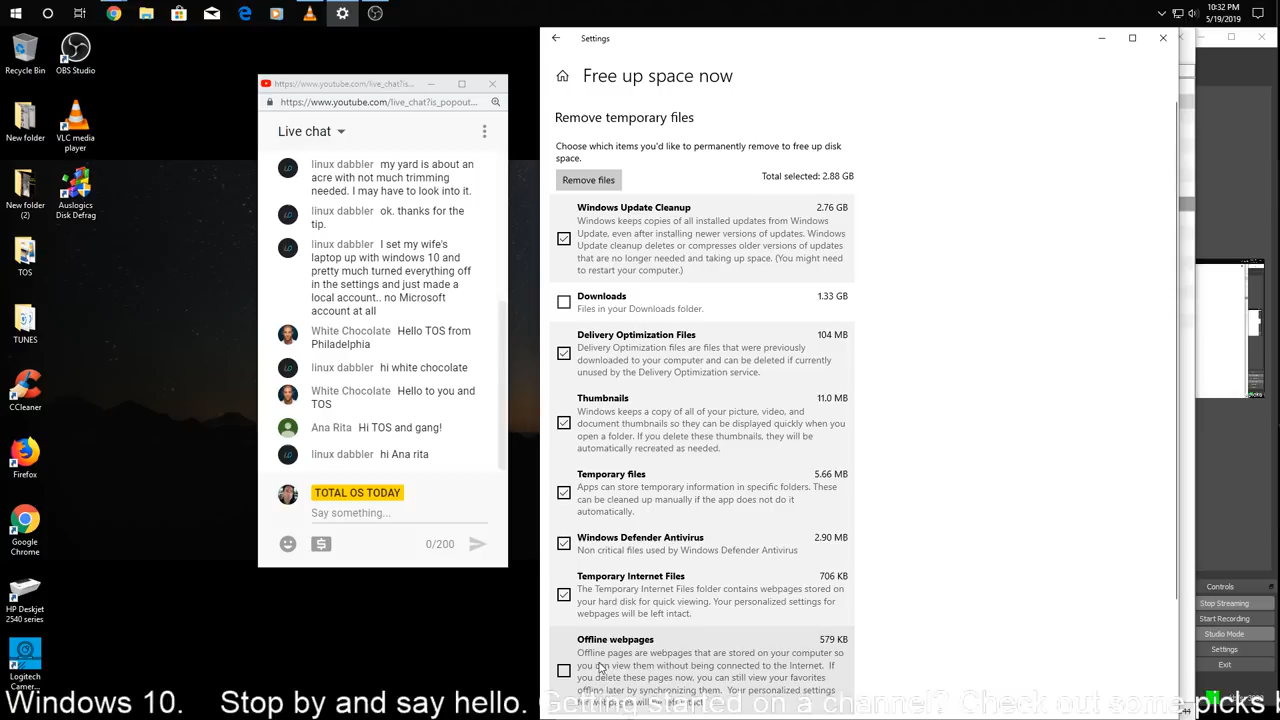 10:32 PM
5/19/2019
Recycle Bin
OBS Studio
New folder
VLC media
player
New folder
(2)
Auslogics
Disk Defrag
TOS
TUNES
CCleaner
Firefox
Google
Chrome
HP Deskjet
2540 series
Logitech
Camer...
https://www.youtube.com/live_chat?is...
https://www.youtube.com/live_chat?is_popout...
Live chat
linux dabbler my yard is about an
acre with not much trimming
needed. I may have to look into it.
linux dabbler ok. thanks for the
tip.
linux dabbler I set my wife's
laptop up with windows 10 and
pretty much turned everything off
in the settings and just made a
local account.. no Microsoft
account at all
White Chocolate Hello TOS from
Philadelphia
linux dabbler hi white chocolate
White Chocolate Hello to you and
TOS
Ana Rita Hi TOS and gang!
linux dabbler hi Ana rita
TOTAL OS TODAY
Say something...
0/200
Settings
Free up space now
Remove temporary files
Choose which items you'd like to permanently remove to free up disk
space.
Remove files
Total selected: 2.88 GB
Windows Update Cleanup 2.76 GB
Windows keeps copies of all installed updates from Windows
Update, even after installing newer versions of updates. Windows
Update cleanup deletes or compresses older versions of updates
that are no longer needed and taking up space. (You might need
to restart your computer.)
Downloads 1.33 GB
Files in your Downloads folder.
Delivery Optimization Files 104 MB
Delivery Optimization files are files that were previously
downloaded to your computer and can be deleted if currently
unused by the Delivery Optimization service.
Thumbnails 11.0 MB
Windows keeps a copy of all of your picture, video, and
document thumbnails so they can be displayed quickly when you
open a folder. If you delete these thumbnails, they will be
automatically recreated as needed.
Temporary files 5.66 MB
Apps can store temporary information in specific folders. These
can be cleaned up manually if the app does not do it
automatically.
Windows Defender Antivirus 2.90 MB
Non critical files used by Windows Defender Antivirus
Temporary Internet Files 706 KB
The Temporary Internet Files folder contains webpages stored on
your hard disk for quick viewing. Your personalized settings for
webpages will be left intact.
Offline webpages 579 KB
Offline pages are webpages that are stored on your computer so
you can view them without being connected to the Internet. If
you delete these pages now, you can still view your favorites
offline later by synchronizing them. Your personalized settings
for webpages will be left intact.
Controls
Stop Streaming
Start Recording
Studio Mode
Settings
Exit
picks
Windows 10. Stop by and say hello. Getting started on a channel? Check out some picks